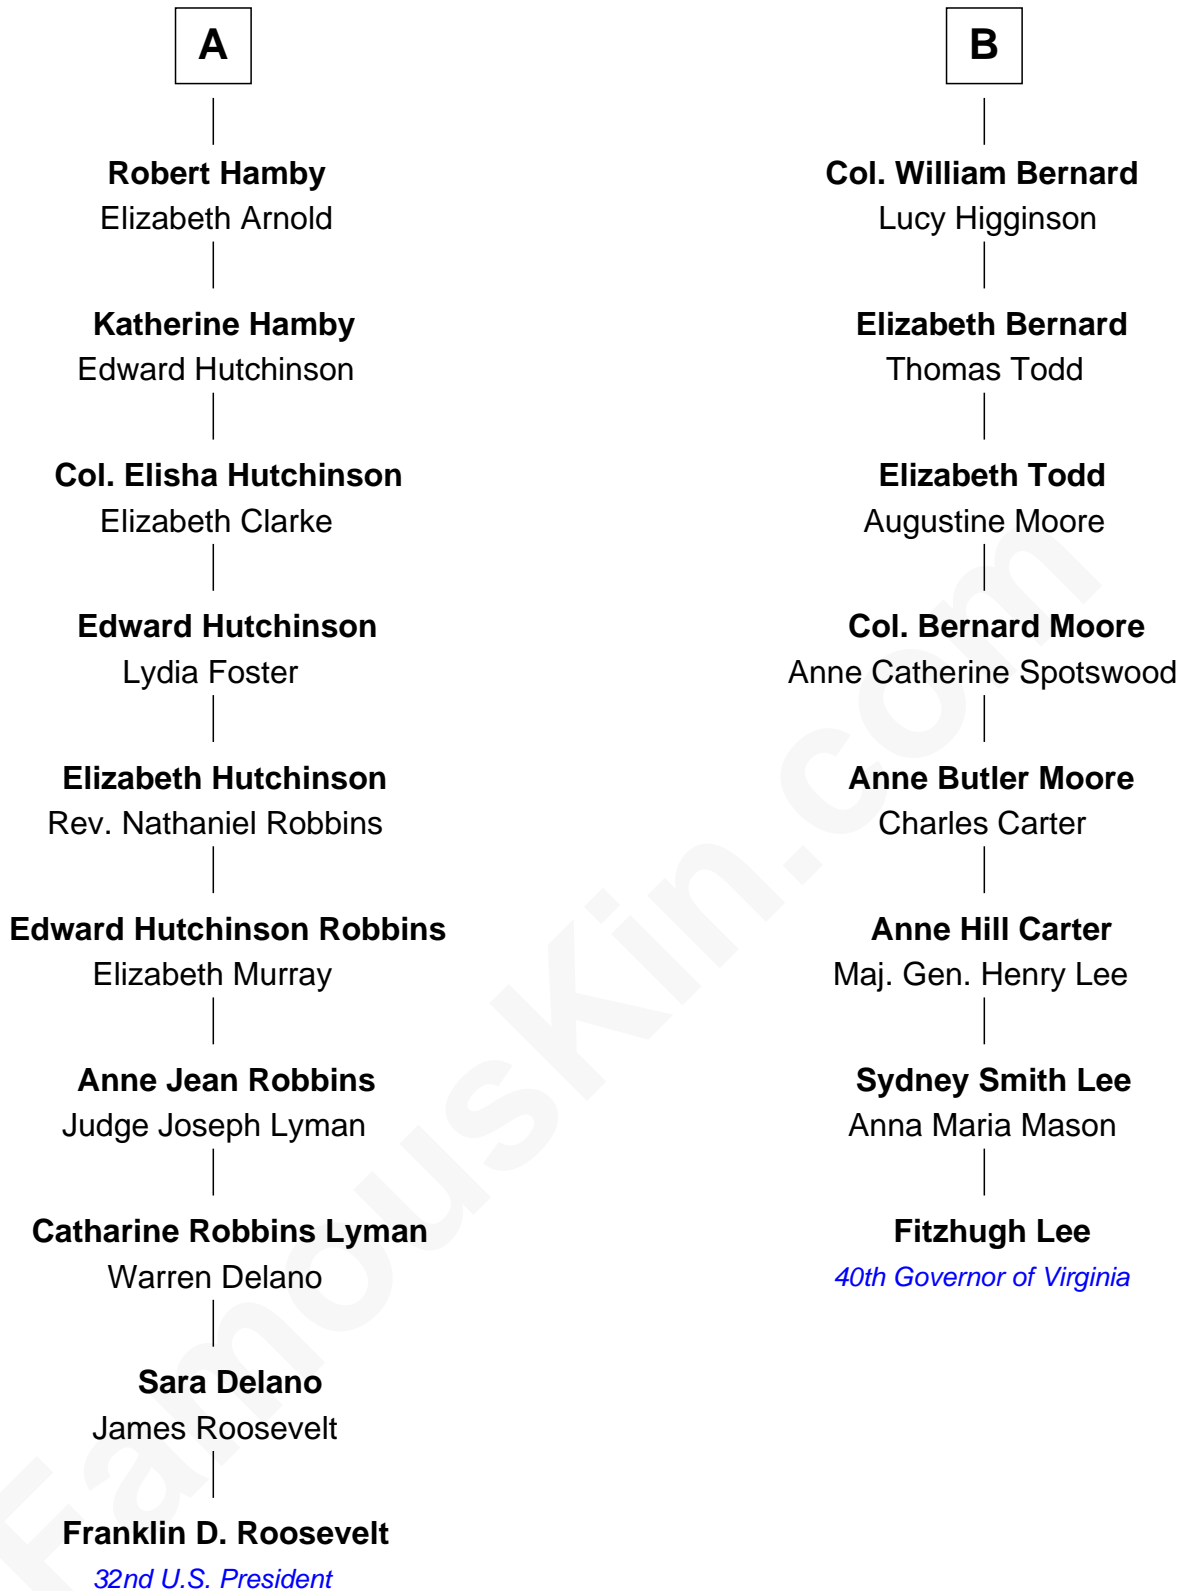 A
Robert Hamby
Elizabeth Arnold
Katherine Hamby
Edward Hutchinson
Col. Elisha Hutchinson
Elizabeth Clarke
Edward Hutchinson
Lydia Foster
Elizabeth Hutchinson
Rev. Nathaniel Robbins
Edward Hutchinson Robbins
Elizabeth Murray
Anne Jean Robbins
Judge Joseph Lyman
Catharine Robbins Lyman
Warren Delano
Sara Delano
James Roosevelt
Franklin D. Roosevelt
32nd U.S. President
B
Col. William Bernard
Lucy Higginson
Elizabeth Bernard
Thomas Todd
Elizabeth Todd
Augustine Moore
Col. Bernard Moore
Anne Catherine Spotswood
Anne Butler Moore
Charles Carter
Anne Hill Carter
Maj. Gen. Henry Lee
Sydney Smith Lee
Anna Maria Mason
Fitzhugh Lee
40th Governor of Virginia
FamousKin.com